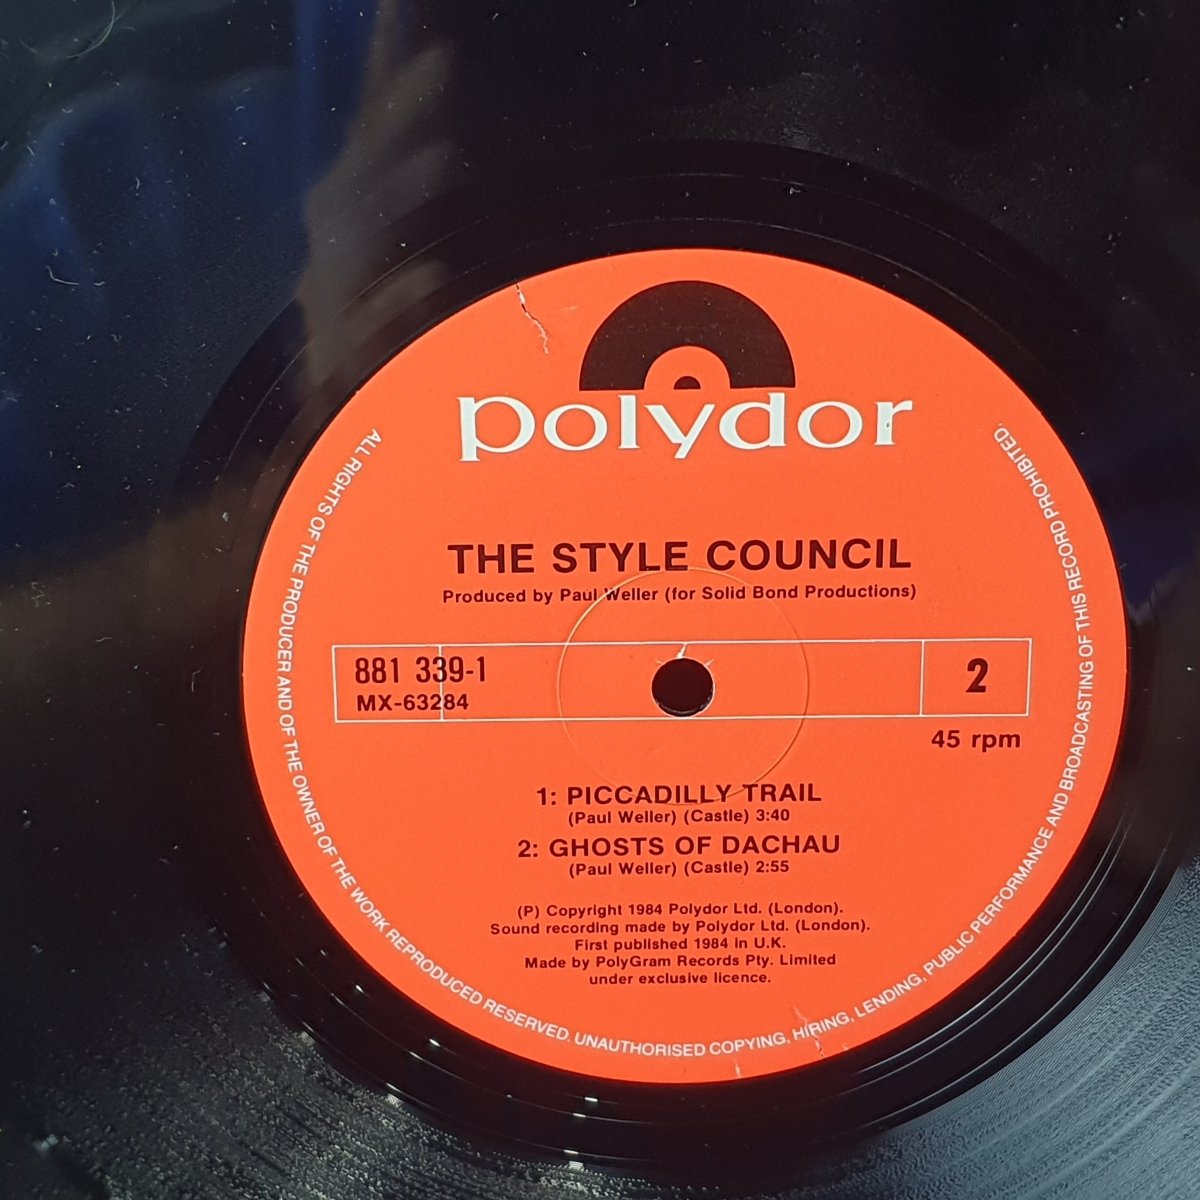 polydor
THE STYLE COUNCIL
Produced by Paul Weller (for Solid Bond Productions)
881 339-1
MX-63284
2
45 rpm
1: PICCADILLY TRAIL
(Paul Weller) (Castle) 3:40
2: GHOSTS OF DACHAU
(Paul Weller) (Castle) 2:55
(P) Copyright 1984 Polydor Ltd. (London).
Sound recording made by Polydor Ltd. (London).
First published 1984 in U.K.
Made by PolyGram Records Pty. Limited
under exclusive licence.
ALL RIGHTS OF THE PRODUCER AND OF THE OWNER OF THE WORK REPRODUCED RESERVED. UNAUTHORISED COPYING, HIRING, LENDING, PUBLIC PERFORMANCE AND BROADCASTING OF THIS RECORD PROHIBITED.